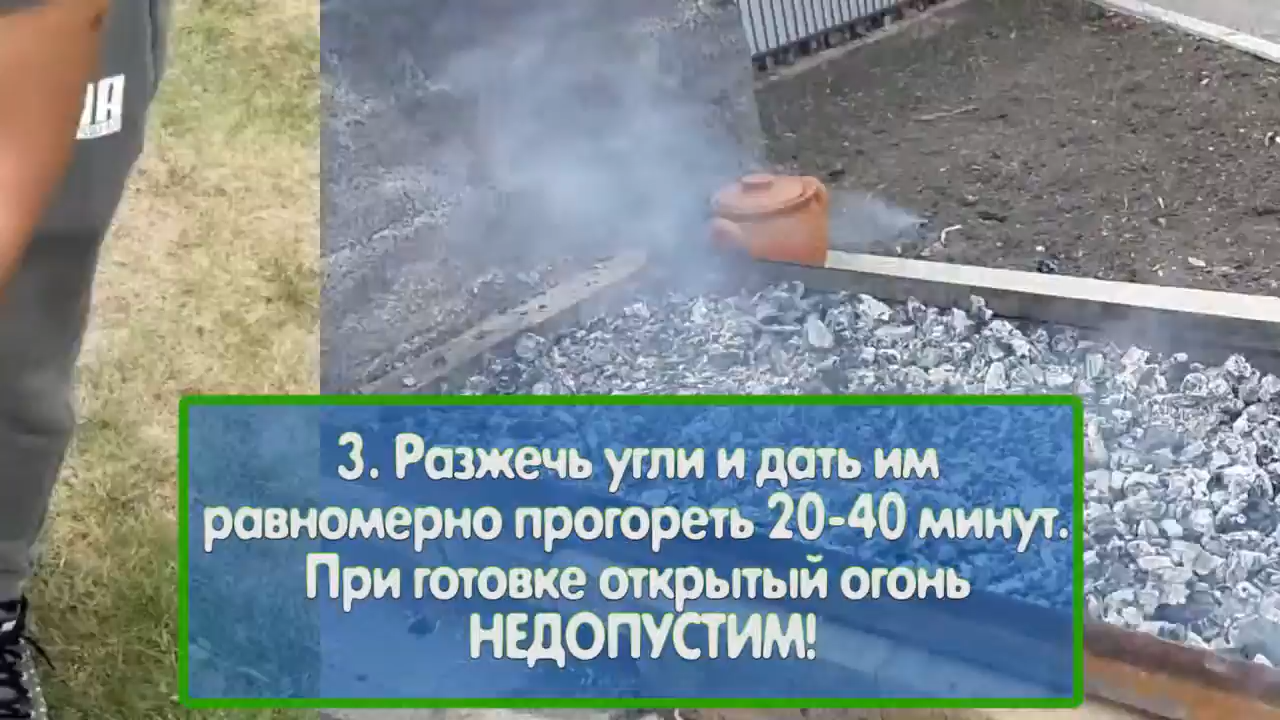 3. Разжечь угли и дать им
равномерно прогореть 20-40 минут.
При готовке открытый огонь
НЕДОПУСТИМ!